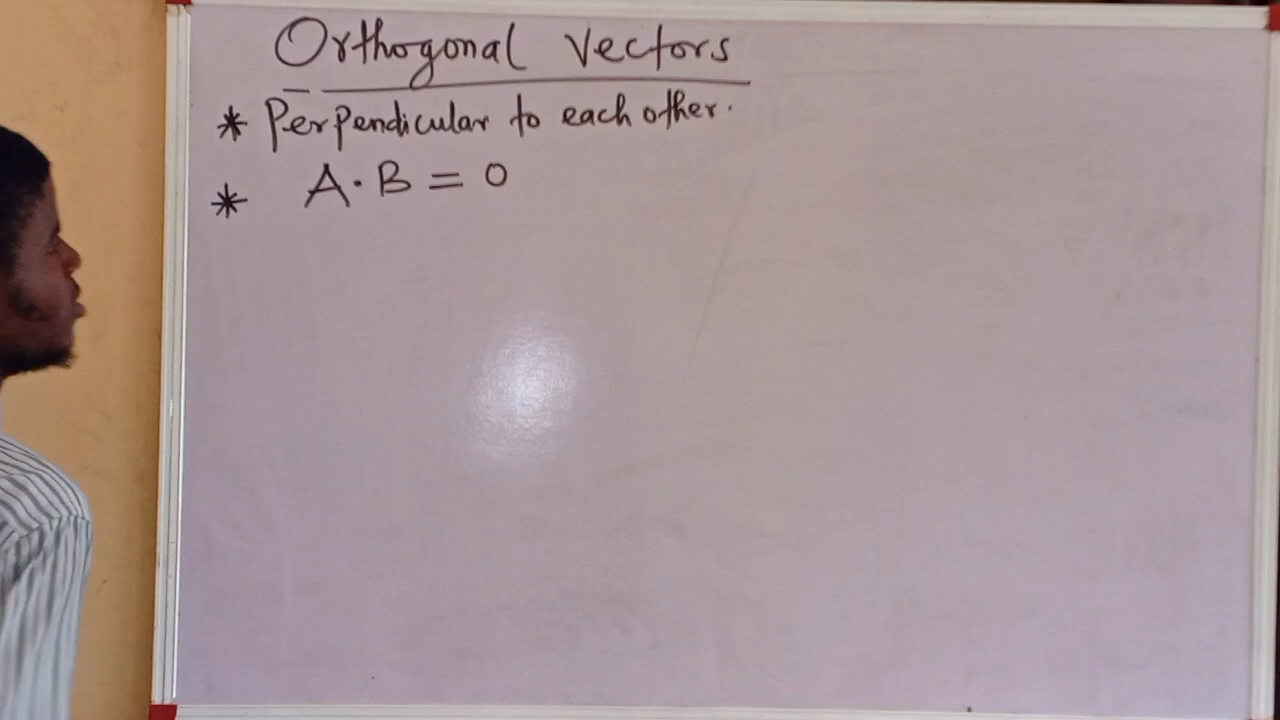 Orthogonal Vectors
* Perpendicular to each other.
* A · B = 0